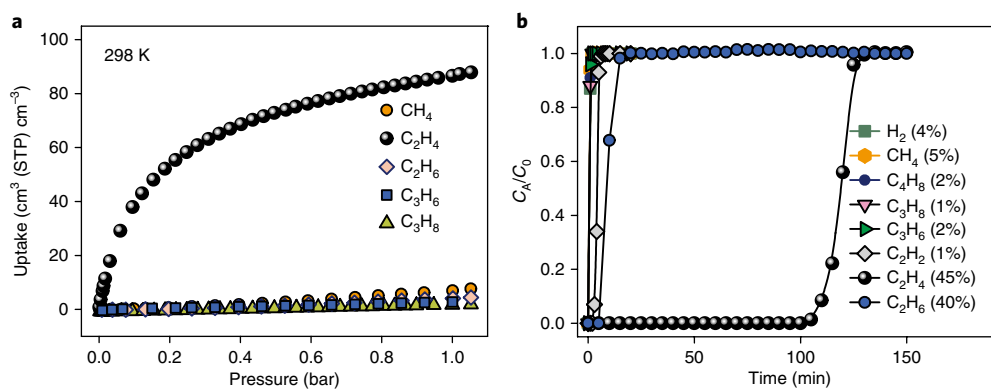 a
298 K
100
80
60
40
20
0
Uptake (cm³ (STP) cm⁻³)
0.0 0.2 0.4 0.6 0.8 1.0
Pressure (bar)
CH₄
C₂H₄
C₂H₆
C₃H₆
C₃H₈
b
1.0
0.8
0.6
0.4
0.2
0.0
C_A/C₀
0 50 100 150
Time (min)
H₂ (4%)
CH₄ (5%)
C₄H₈ (2%)
C₃H₈ (1%)
C₃H₆ (2%)
C₂H₂ (1%)
C₂H₄ (45%)
C₂H₆ (40%)